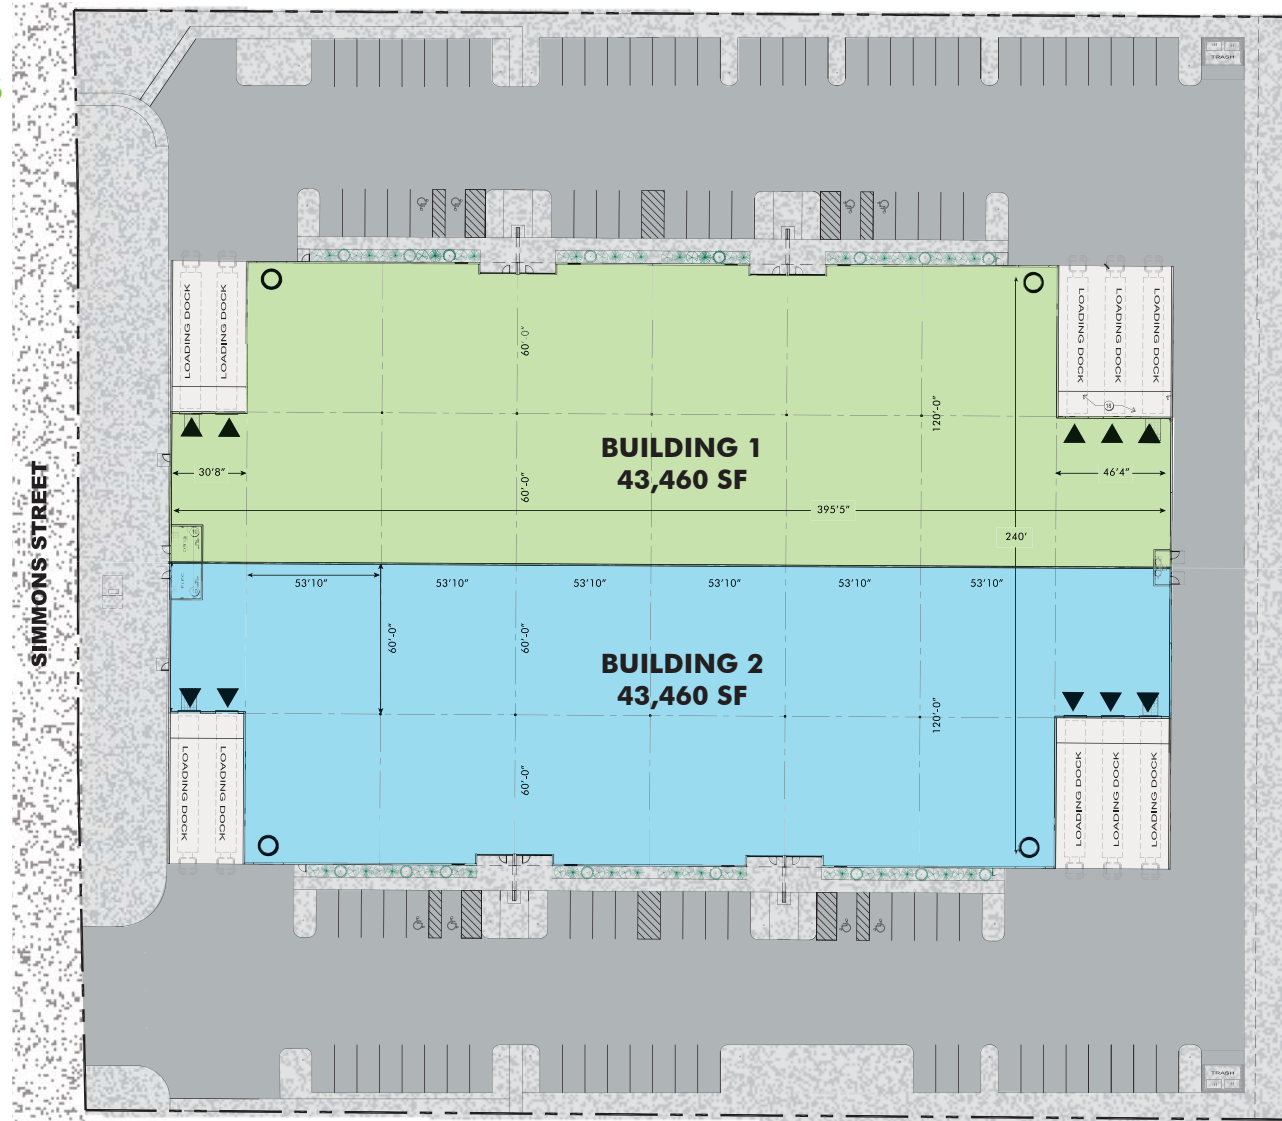 TRASH
LOADING DOCK
LOADING DOCK
LOADING DOCK
LOADING DOCK
LOADING DOCK
60'-0"
120'-0"
BUILDING 1
43,460 SF
30'8"
60'-0"
46'4"
395'5"
240'
SIMMONS STREET
53'10"
53'10"
53'10"
53'10"
53'10"
53'10"
60'-0"
60'-0"
BUILDING 2
43,460 SF
120'-0"
60'-0"
LOADING DOCK
LOADING DOCK
LOADING DOCK
LOADING DOCK
LOADING DOCK
TRASH